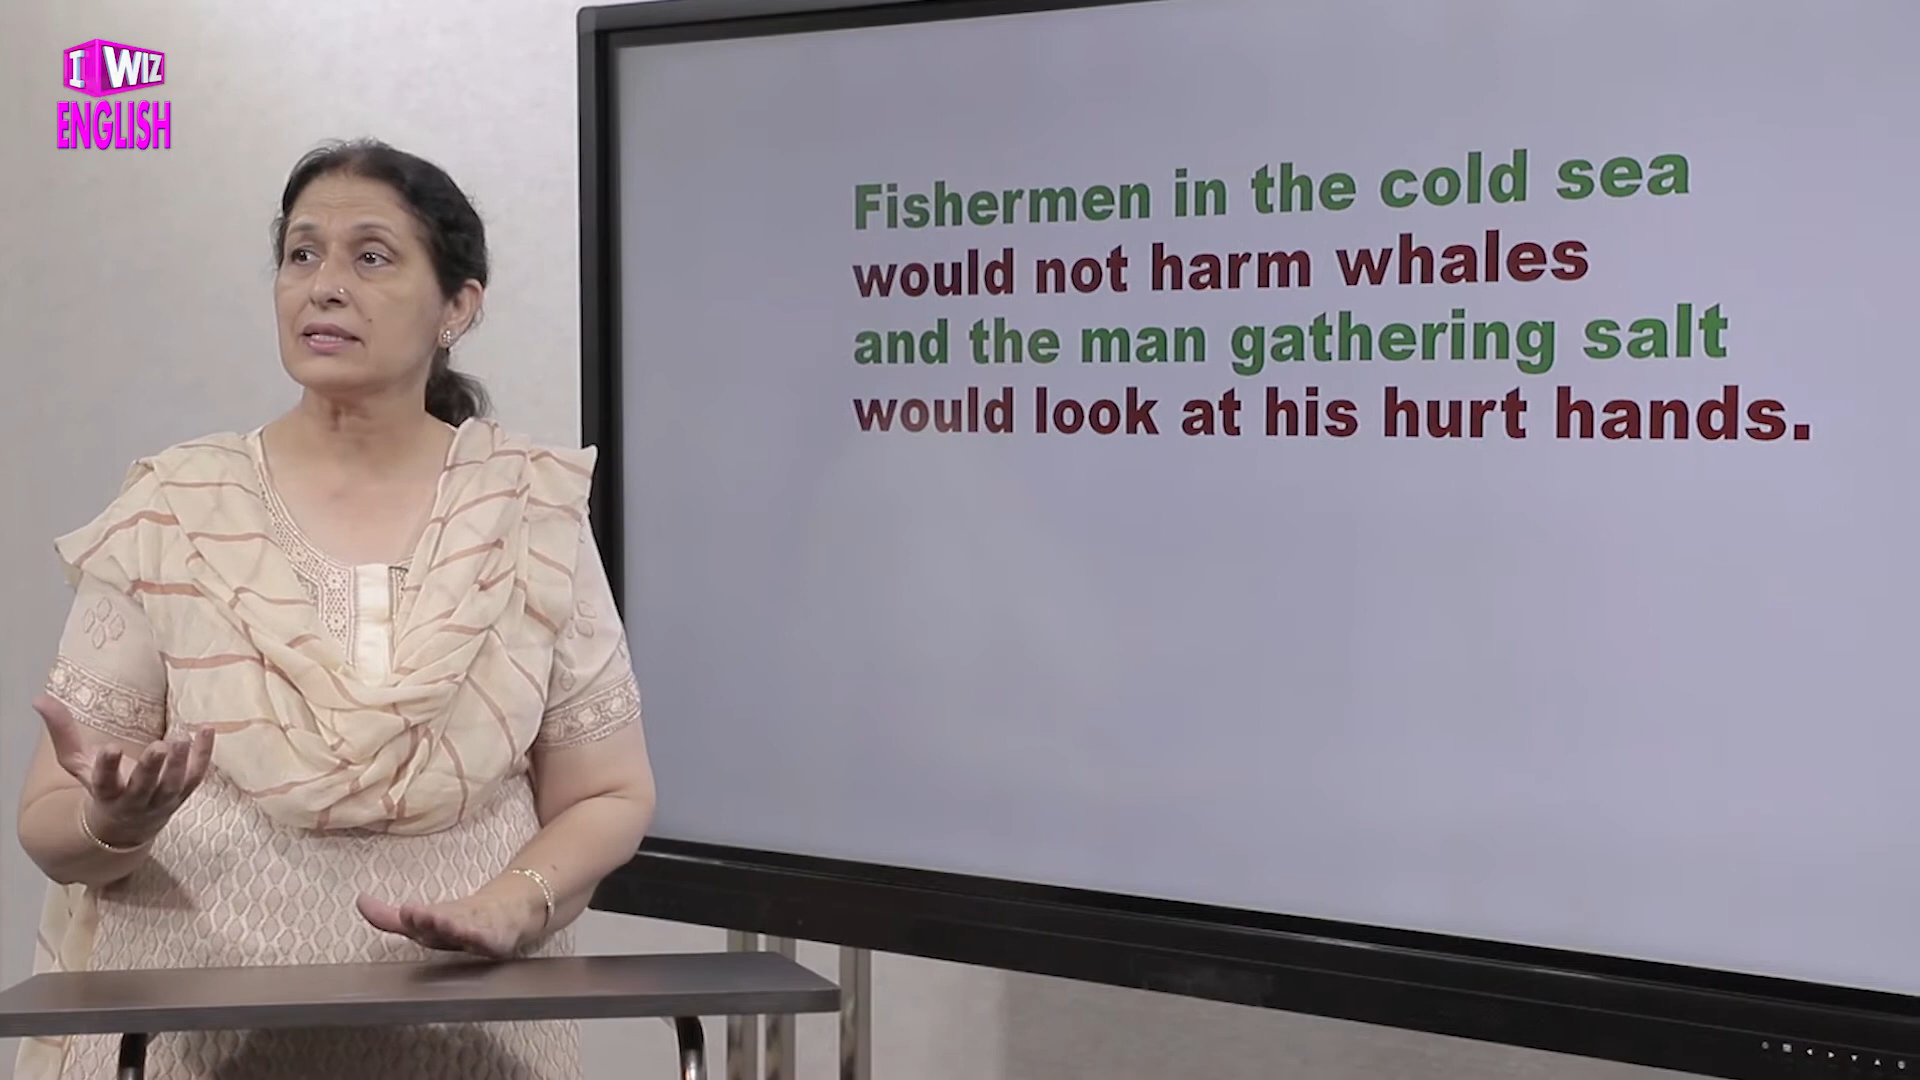 I WIZ
ENGLISH
Fishermen in the cold sea
would not harm whales
and the man gathering salt
would look at his hurt hands.